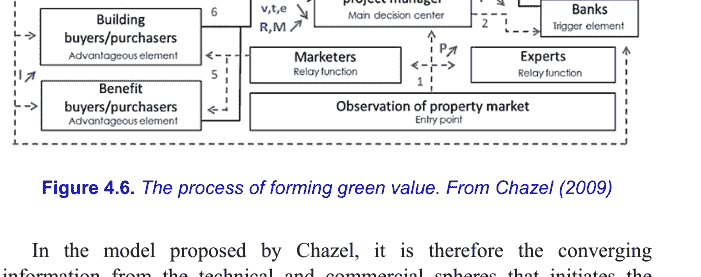 project manager
Main decision center
Building
buyers/purchasers
Advantageous element
6
v,t,e
R,M
2
Banks
Trigger element
Marketers
Relay function
P
Experts
Relay function
1
I
5
Benefit
buyers/purchasers
Advantageous element
Observation of property market
Entry point
Figure 4.6. The process of forming green value. From Chazel (2009)
In the model proposed by Chazel, it is therefore the converging
information from the technical and commercial spheres that initiates the